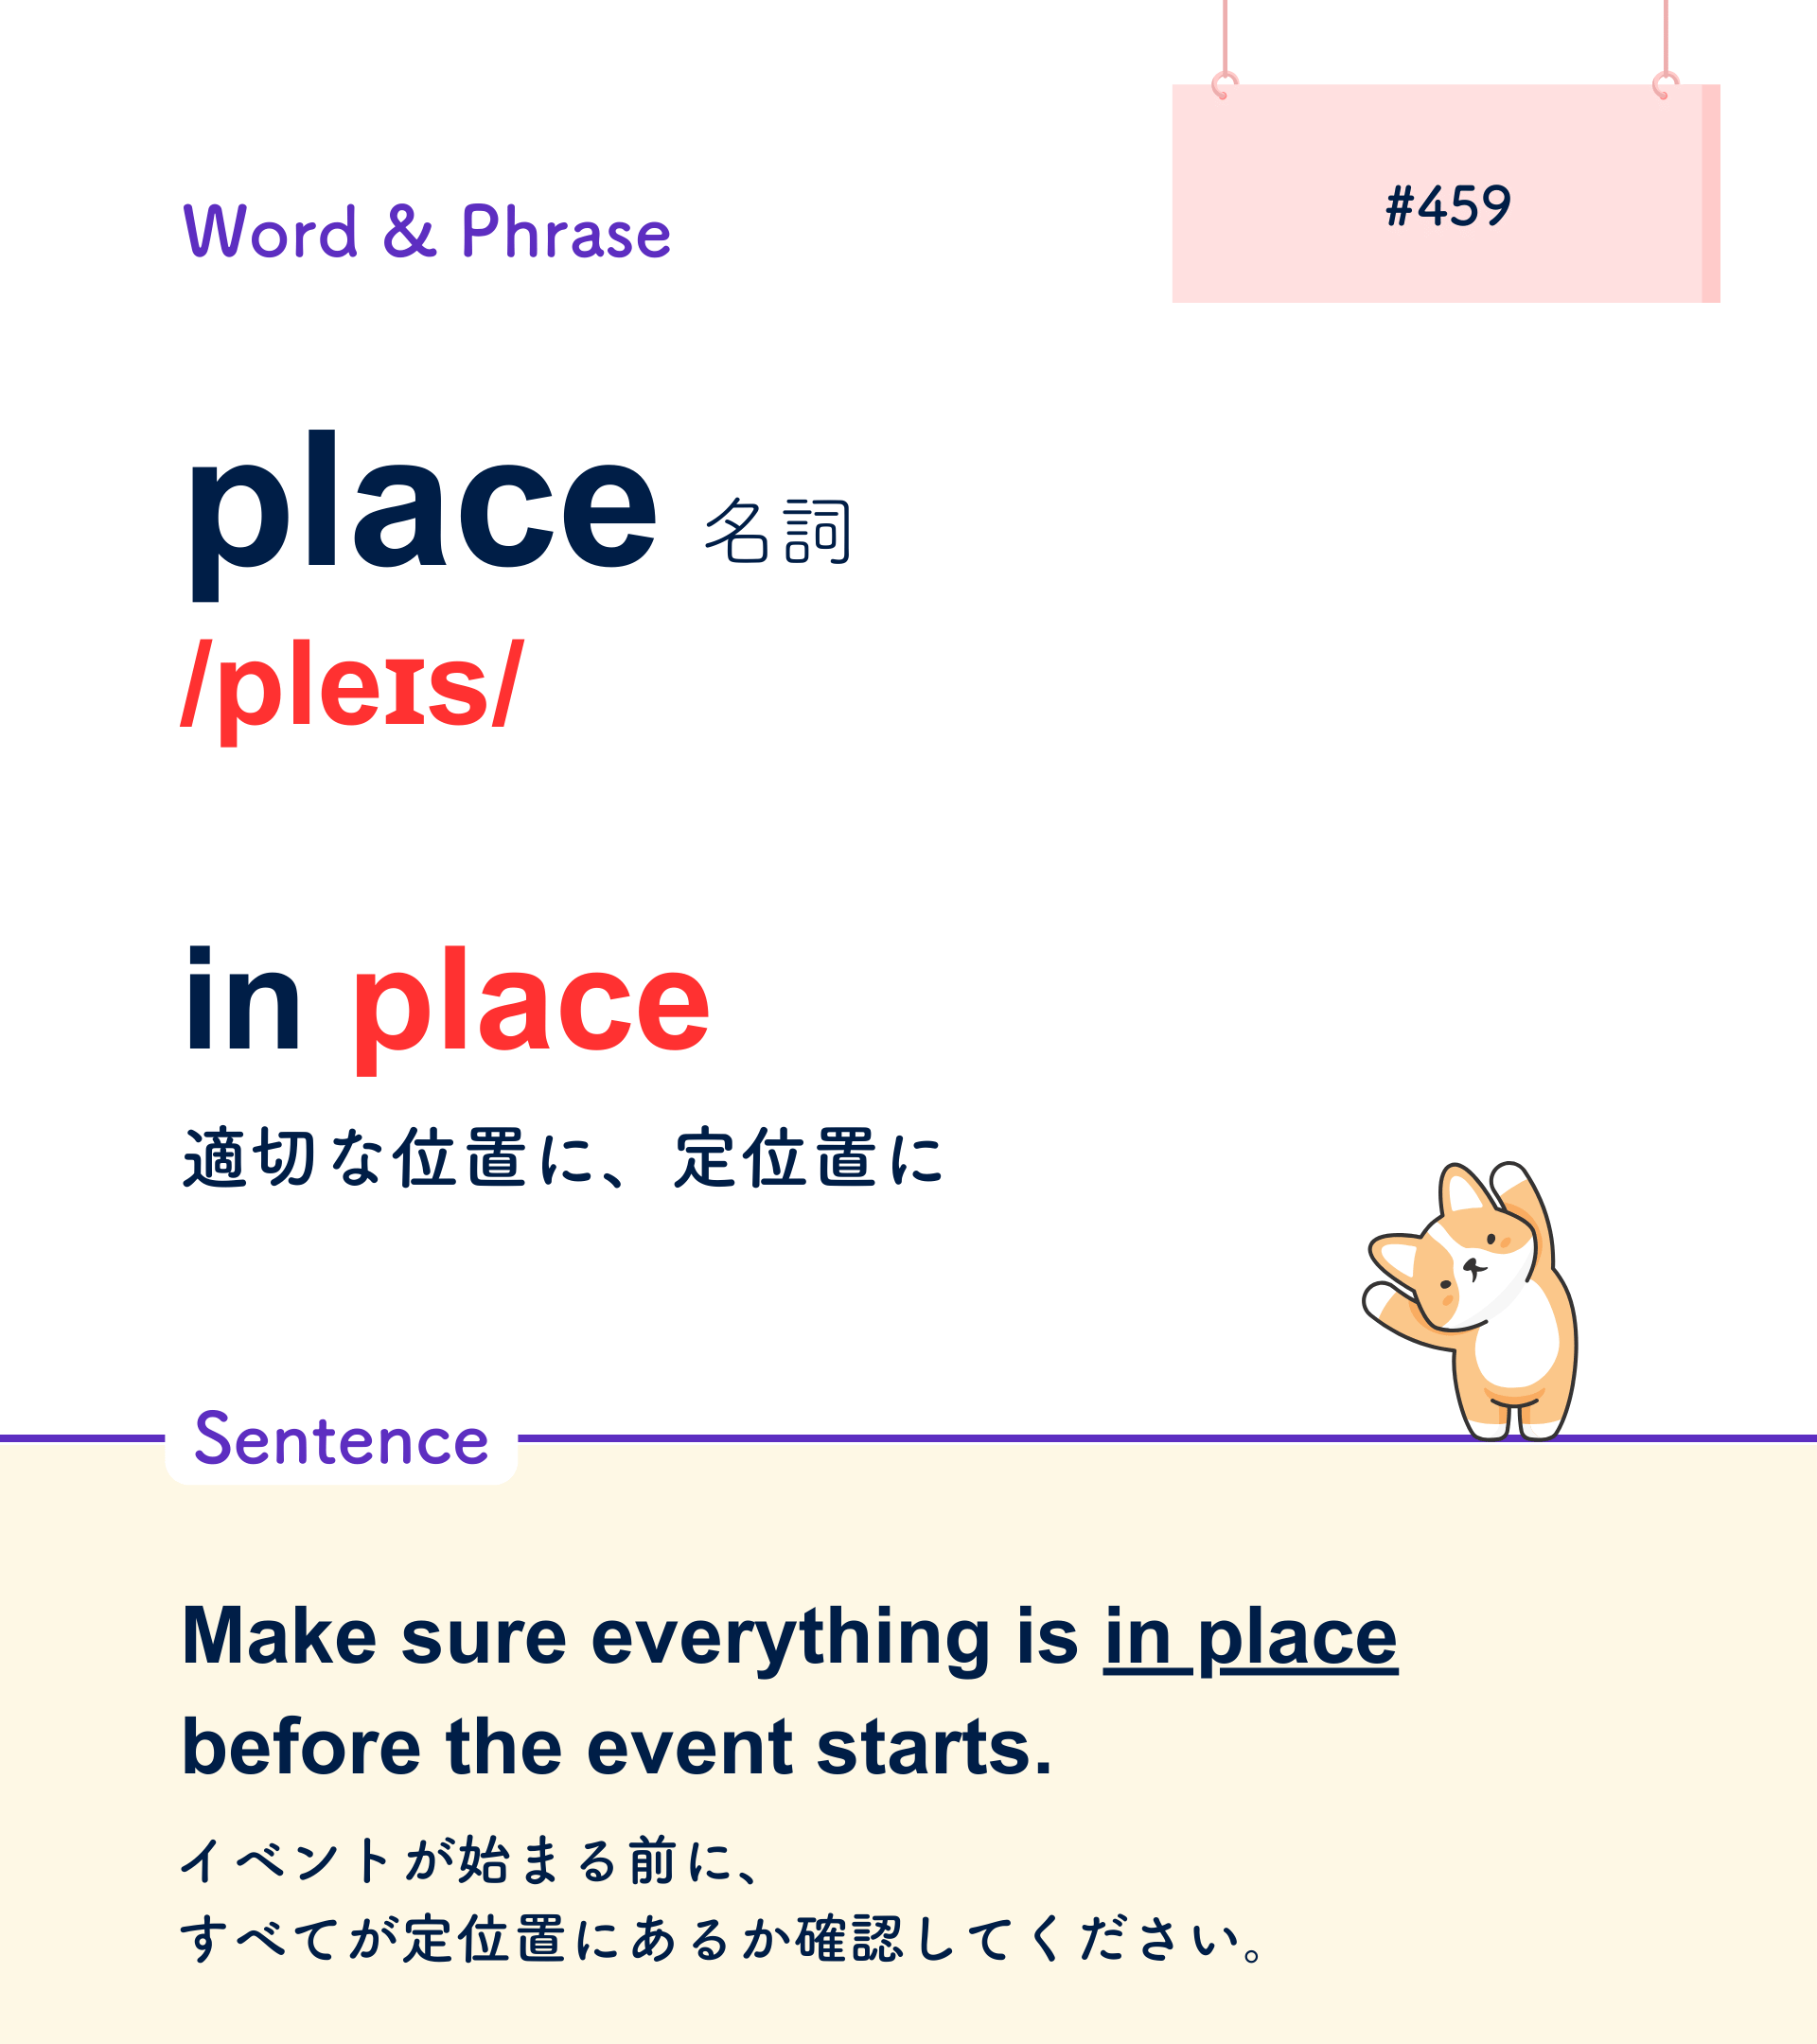 #459
Word & Phrase
place 名詞
/pleɪs/
in place
適切な位置に、定位置に
Sentence
Make sure everything is in place
before the event starts.
イベントが始まる前に、
すべてが定位置にあるか確認してください。